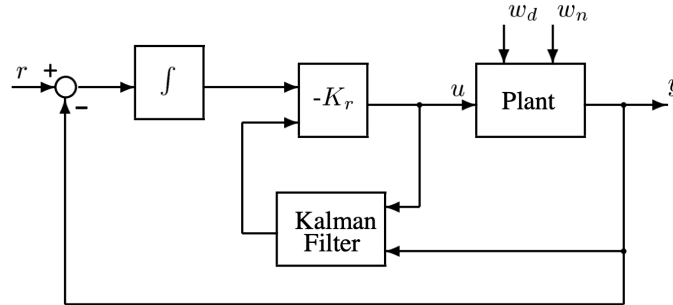 w_d w_n
r + ∫ -K_r u Plant y
−
Kalman
Filter